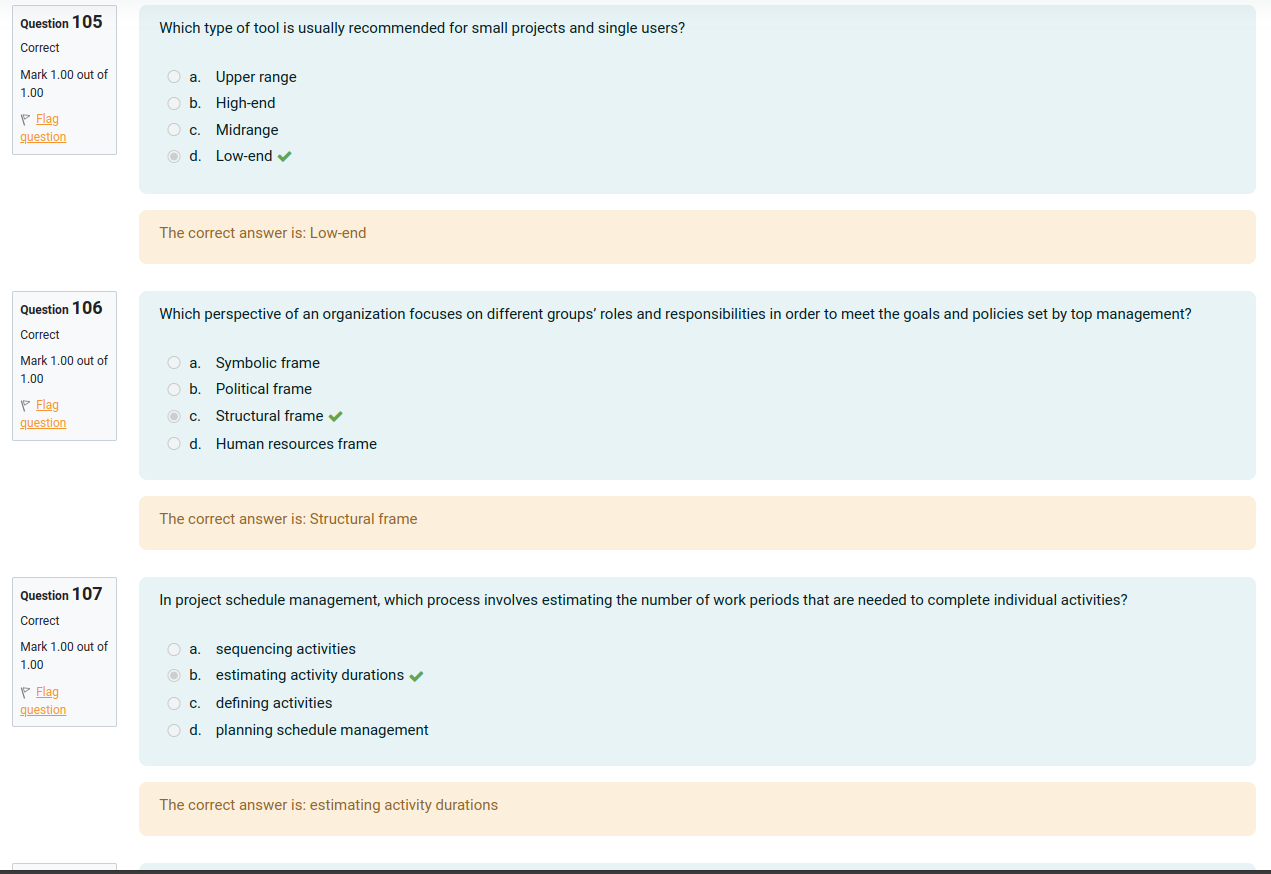 Question 105
Correct
Mark 1.00 out of
1.00
Flag
question
Which type of tool is usually recommended for small projects and single users?
a. Upper range
b. High-end
c. Midrange
d. Low-end
The correct answer is: Low-end
Question 106
Correct
Mark 1.00 out of
1.00
Flag
question
Which perspective of an organization focuses on different groups’ roles and responsibilities in order to meet the goals and policies set by top management?
a. Symbolic frame
b. Political frame
c. Structural frame
d. Human resources frame
The correct answer is: Structural frame
Question 107
Correct
Mark 1.00 out of
1.00
Flag
question
In project schedule management, which process involves estimating the number of work periods that are needed to complete individual activities?
a. sequencing activities
b. estimating activity durations
c. defining activities
d. planning schedule management
The correct answer is: estimating activity durations